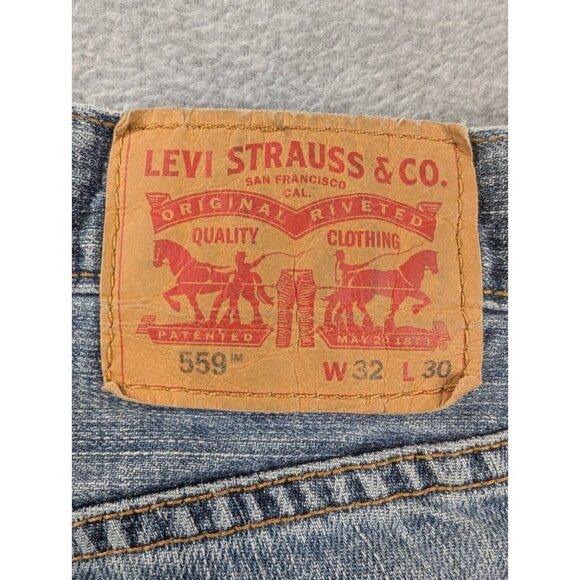 LEVI STRAUSS & CO.
SAN FRANCISCO
CAL.
ORIGINAL RIVETED
QUALITY CLOTHING
PATENTED MAY 20 1873
559™ W 32 L 30